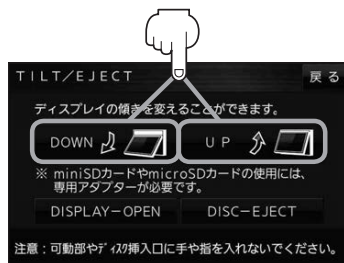 TILT/EJECT
戻る
ディスプレイの傾きを変えることができます。
DOWN
UP
※ miniSDカードやmicroSDカードの使用には、
専用アダプターが必要です。
DISPLAY−OPEN
DISC−EJECT
注意：可動部やディスク挿入口に手や指を入れないでください。